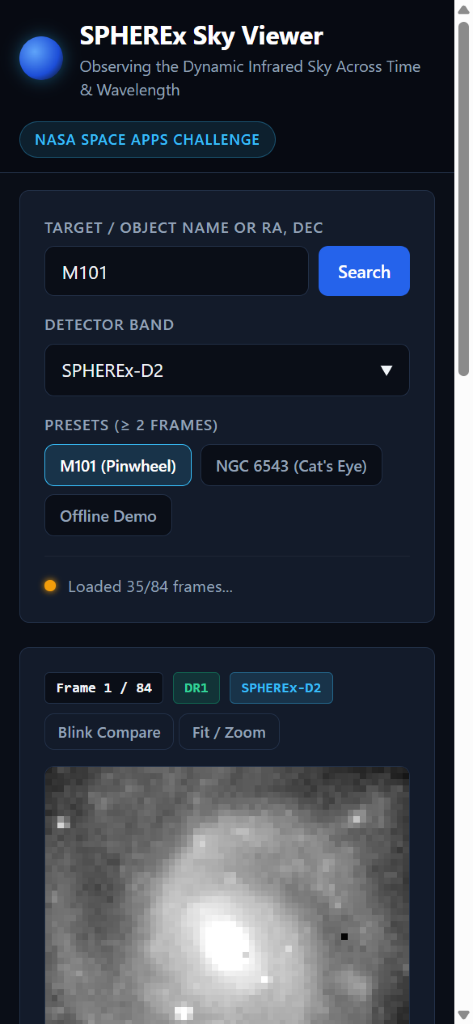 SPHEREx Sky Viewer
Observing the Dynamic Infrared Sky Across Time
& Wavelength
NASA SPACE APPS CHALLENGE
TARGET / OBJECT NAME OR RA, DEC
M101
Search
DETECTOR BAND
SPHEREx-D2
PRESETS (≥ 2 FRAMES)
M101 (Pinwheel)
NGC 6543 (Cat's Eye)
Offline Demo
Loaded 35/84 frames...
Frame 1 / 84
DR1
SPHEREx-D2
Blink Compare
Fit / Zoom